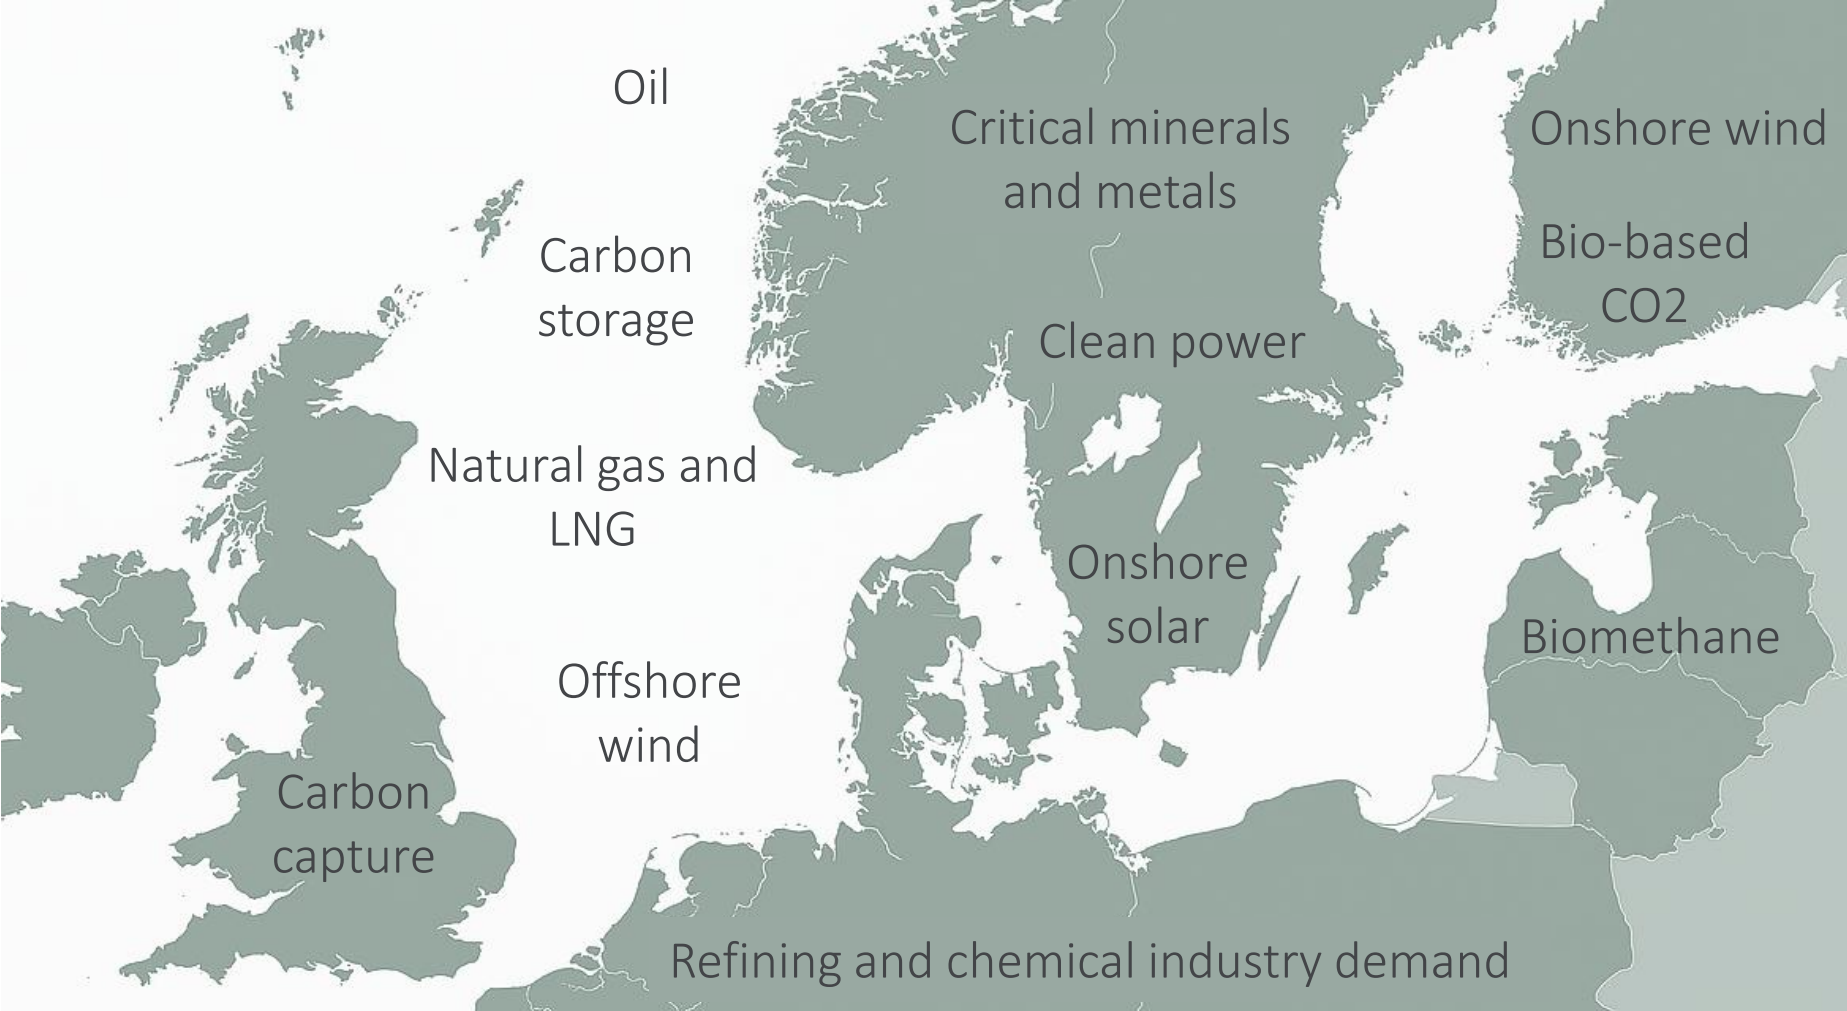 Oil
Critical minerals
and metals
Onshore wind
Carbon
storage
Bio-based
CO2
Clean power
Natural gas and
LNG
Onshore
solar
Biomethane
Offshore
wind
Carbon
capture
Refining and chemical industry demand